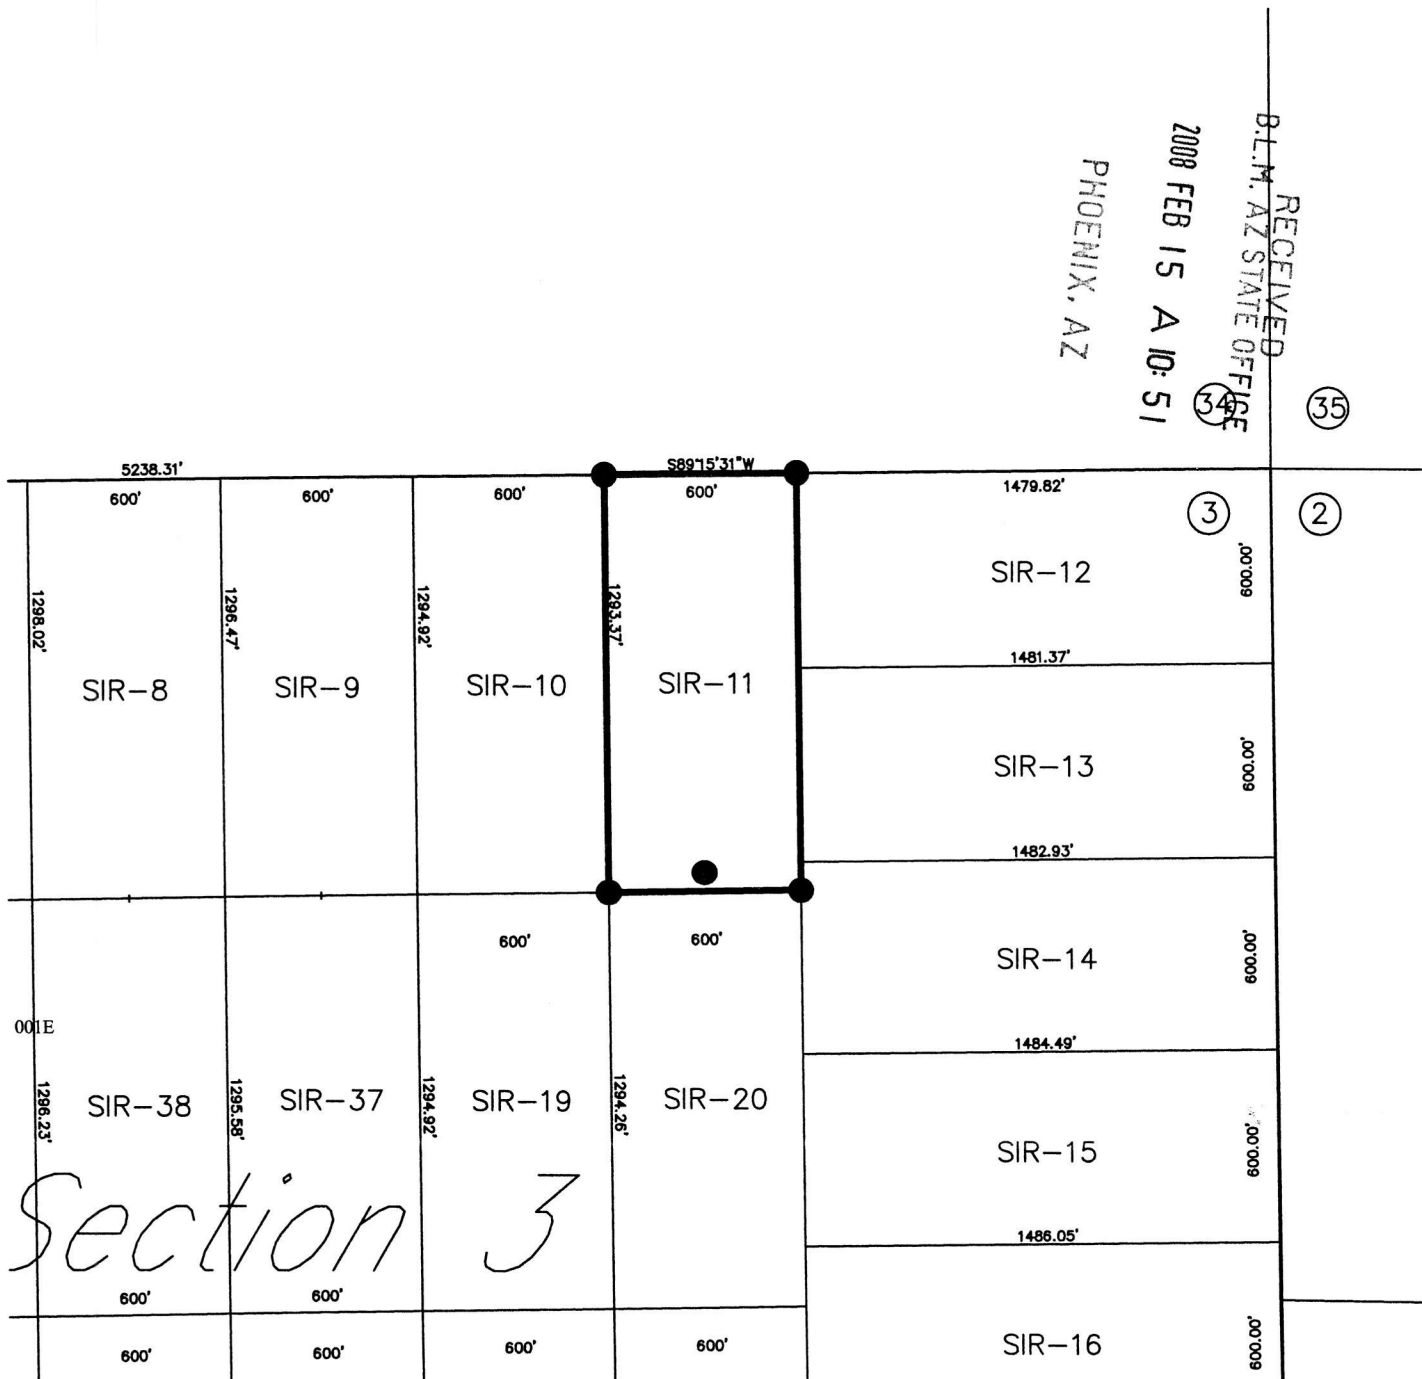 RECEIVED
B.L.M. AZ STATE OFFICE
2008 FEB 15 A 10:51
PHOENIX, AZ
34
35
5238.31'
S89°15'31"W
600'
600'
600'
600'
1479.82'
3
2
1298.02'
1296.47'
1294.92'
1293.37'
SIR-12
600.00'
1481.37'
SIR-8
SIR-9
SIR-10
SIR-11
SIR-13
600.00'
1482.93'
600'
600'
SIR-14
600.00'
001E
1484.49'
1296.23'
1295.58'
1294.92'
1294.26'
SIR-38
SIR-37
SIR-19
SIR-20
SIR-15
600.00'
Section 3
1486.05'
600'
600'
600'
600'
600'
600'
SIR-16
600.00'